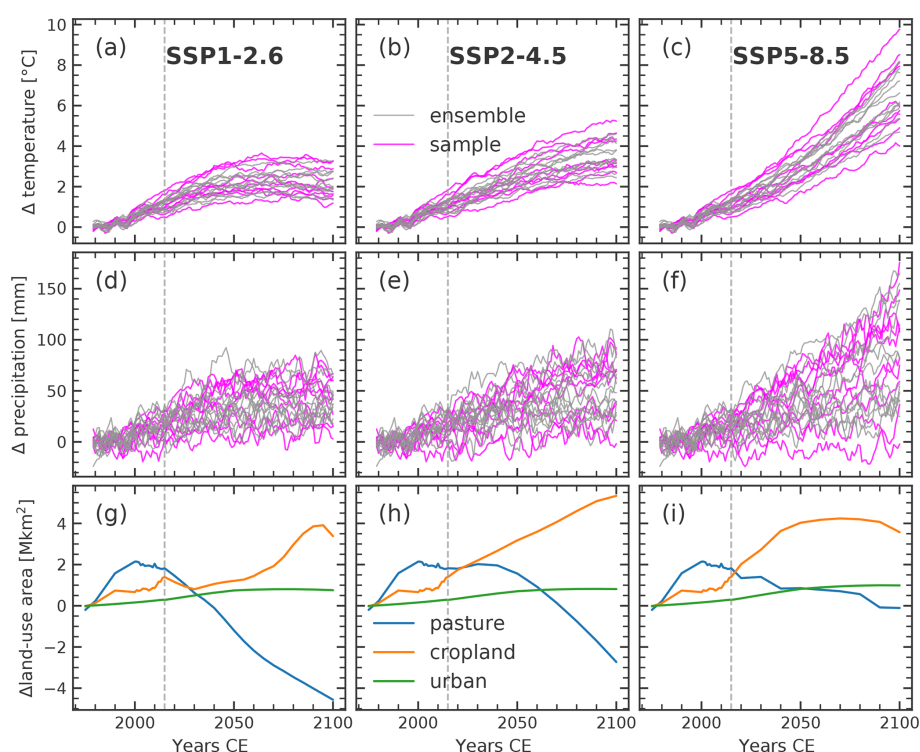 (a) SSP1-2.6
(b) SSP2-4.5
(c) SSP5-8.5
ensemble
sample
Δ temperature [°C]
10
8
6
4
2
0
(d)
(e)
(f)
Δ precipitation [mm]
150
100
50
0
(g)
(h)
(i)
Δland-use area [Mkm²]
4
2
0
−2
−4
pasture
cropland
urban
2000 2050 2100
2000 2050 2100
2000 2050 2100
Years CE
Years CE
Years CE